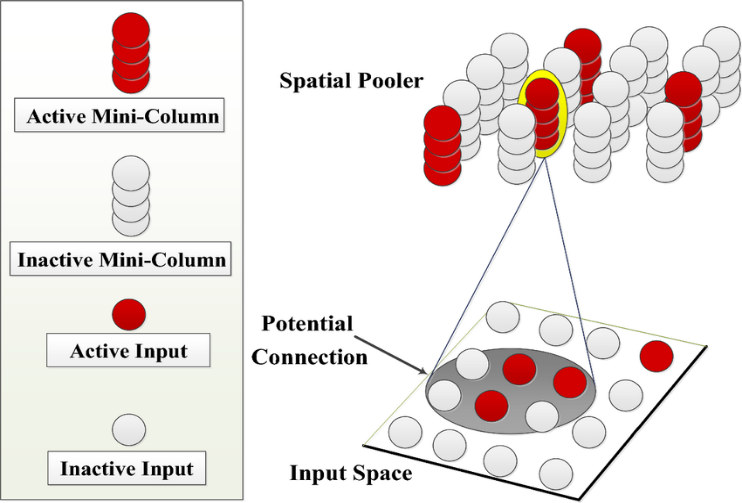 Active Mini-Column
Inactive Mini-Column
Active Input
Inactive Input
Spatial Pooler
Potential
Connection
Input Space